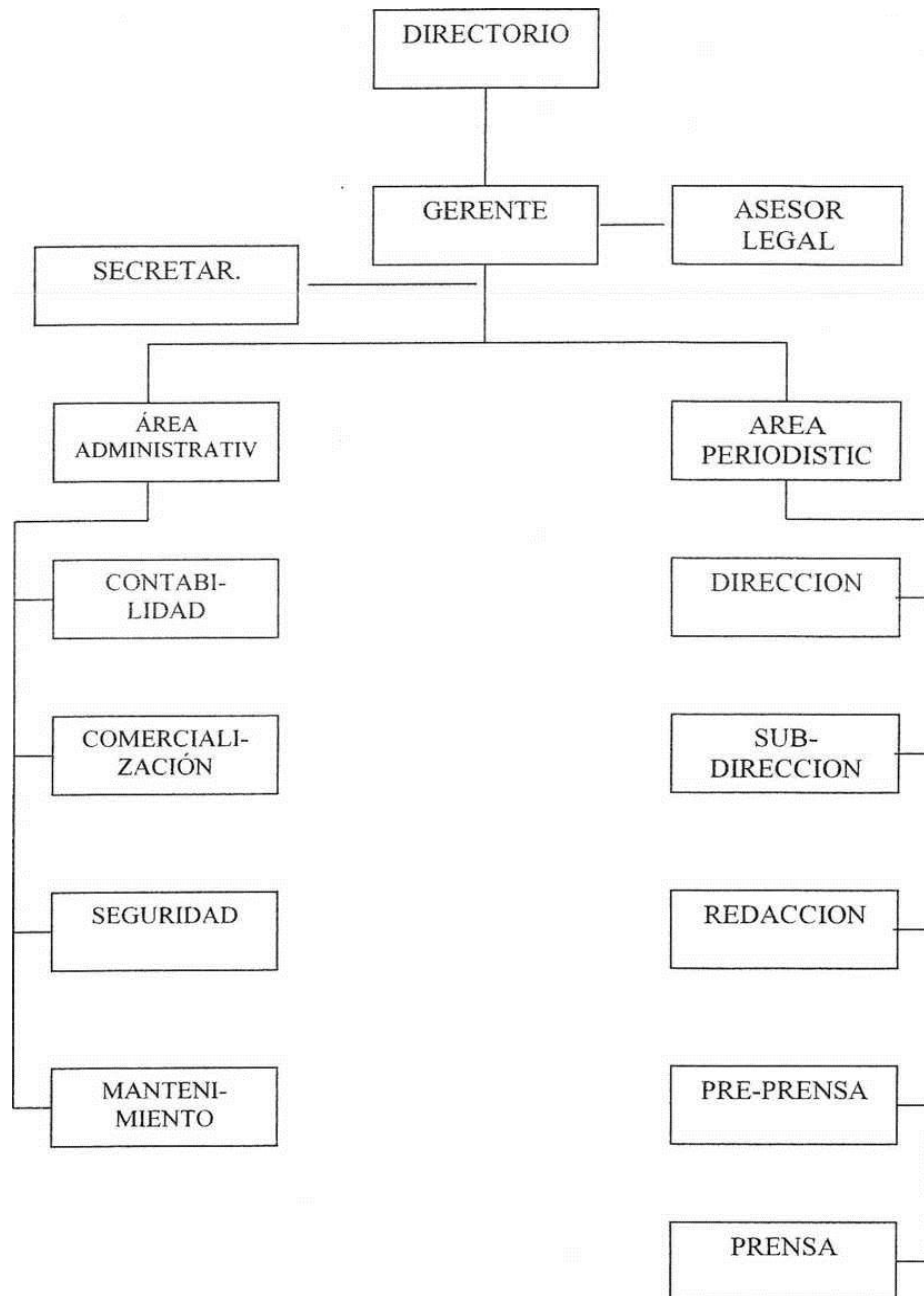 DIRECTORIO
GERENTE
ASESOR
LEGAL
SECRETAR.
ÁREA
ADMINISTRATIV
AREA
PERIODISTIC
CONTABI-
LIDAD
DIRECCION
COMERCIALI-
ZACIÓN
SUB-
DIRECCION
SEGURIDAD
REDACCION
MANTENI-
MIENTO
PRE-PRENSA
PRENSA